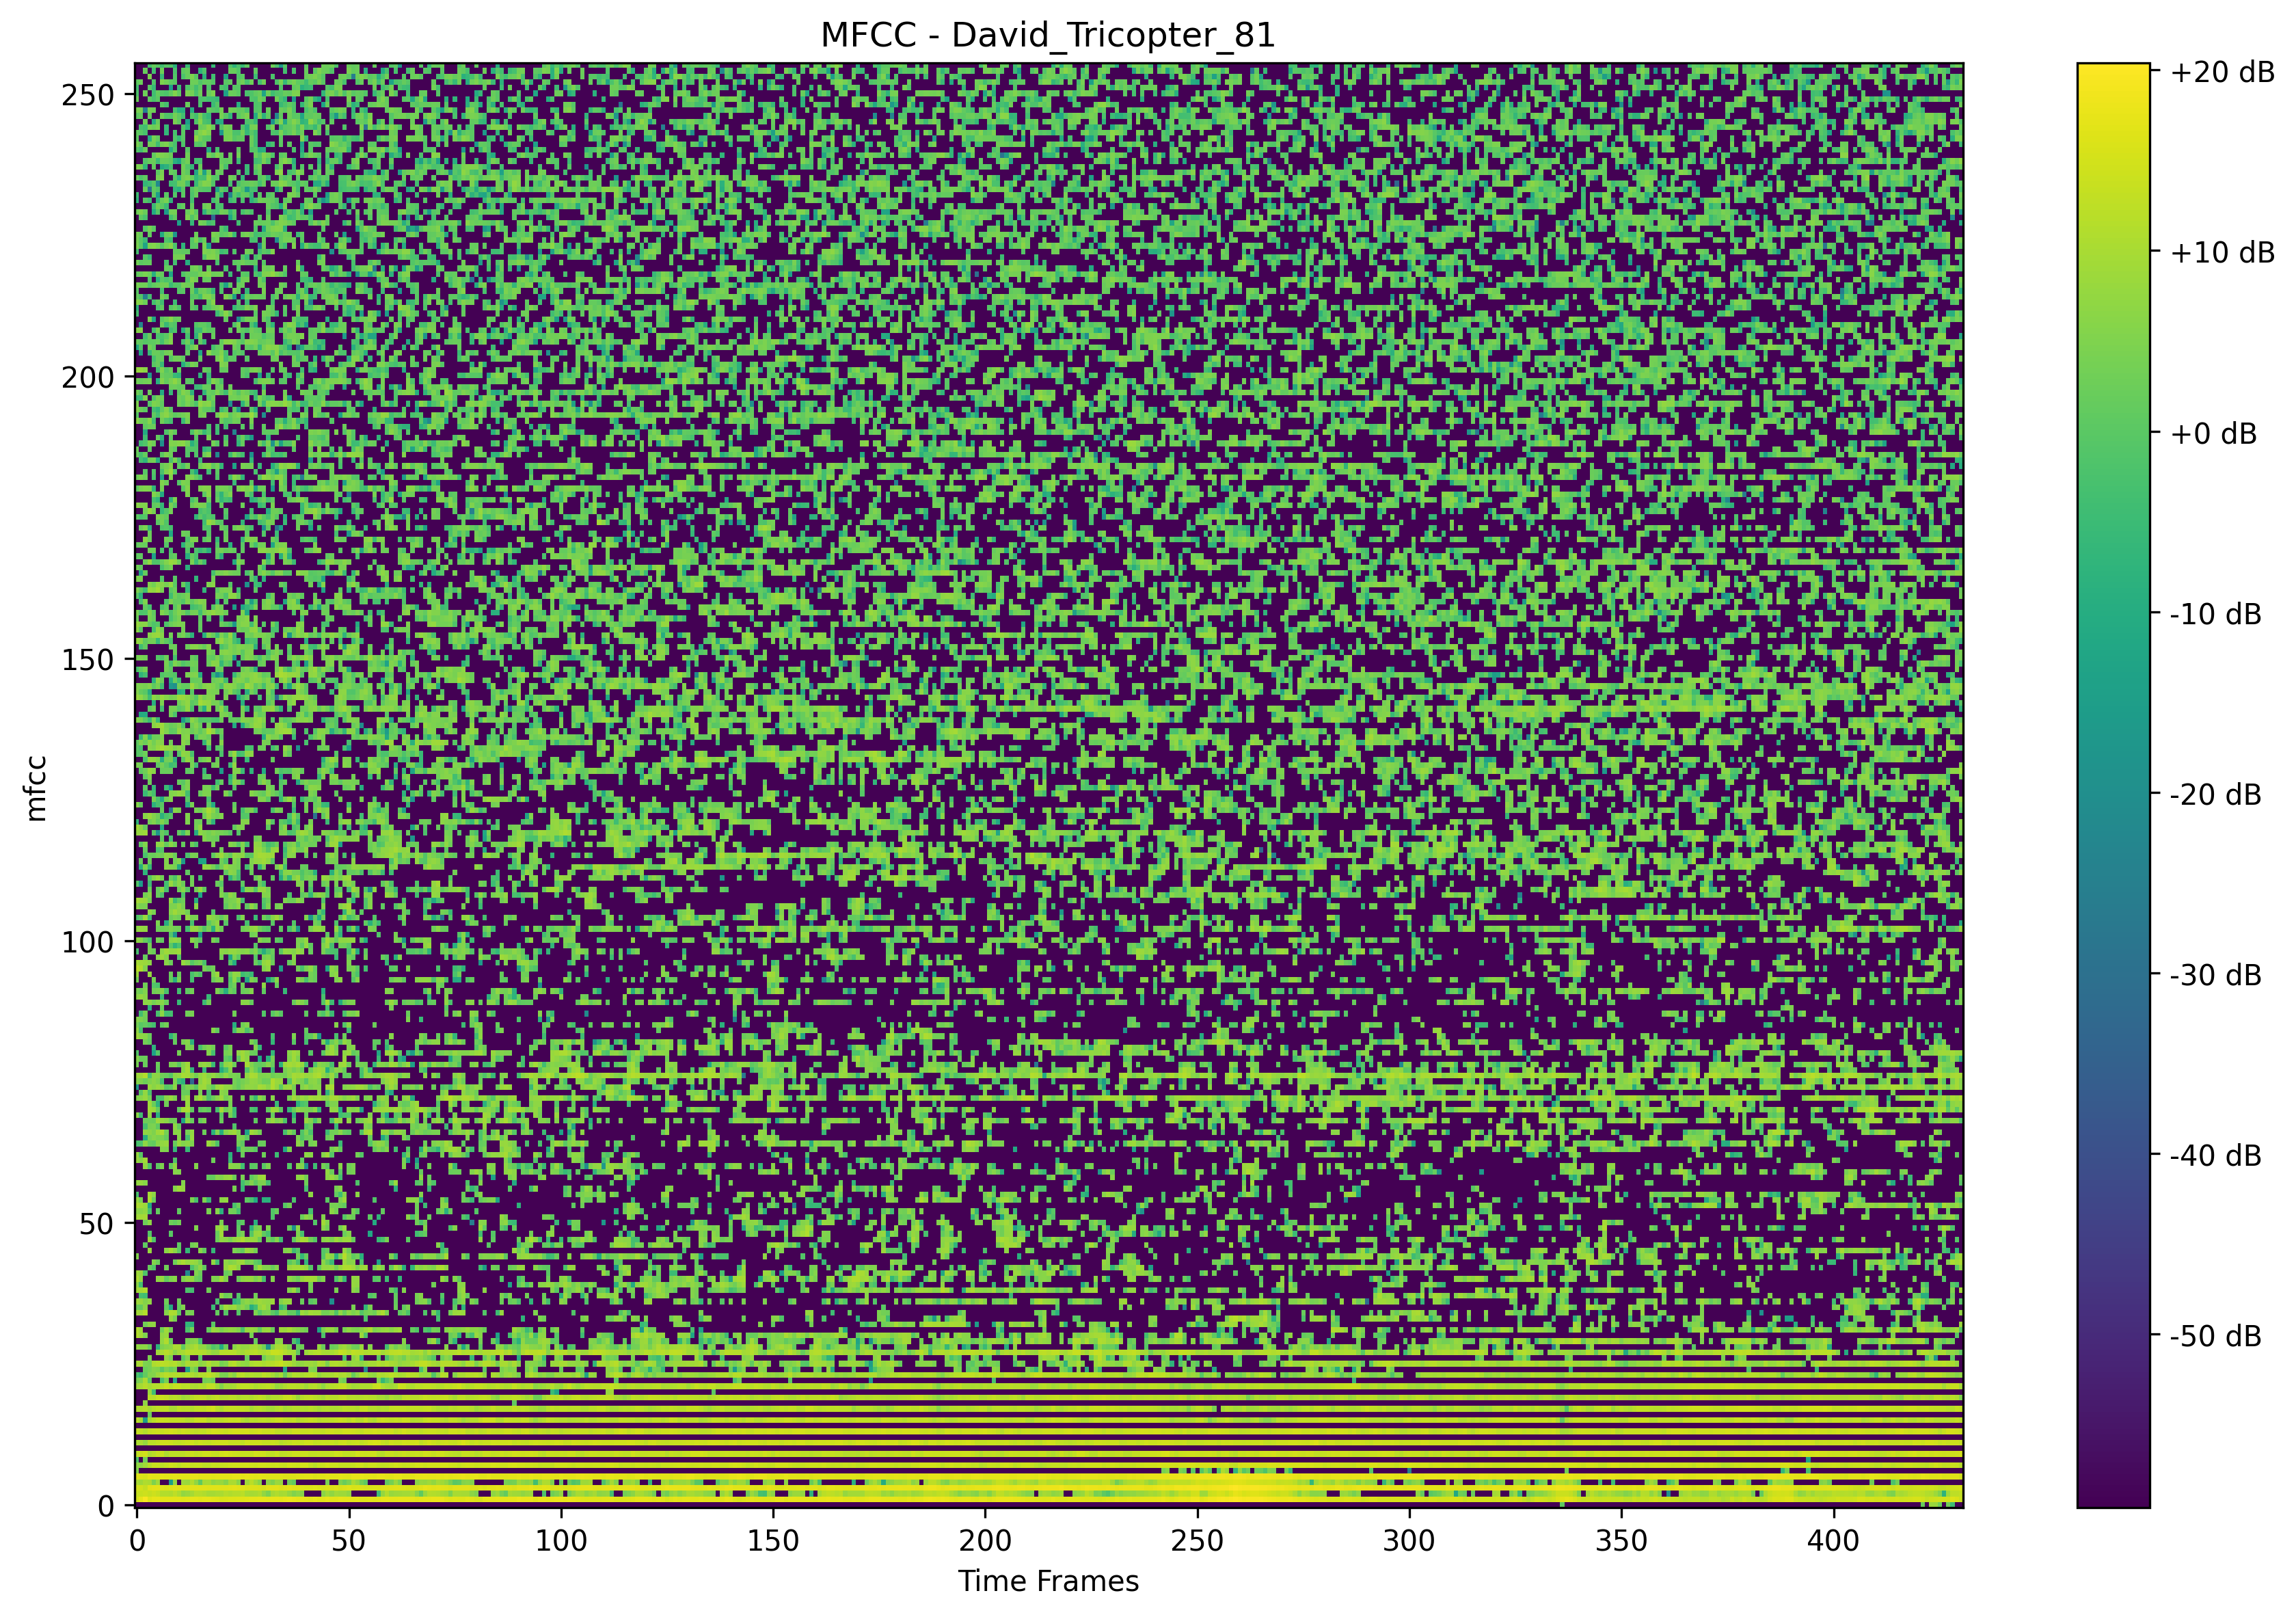 MFCC - David_Tricopter_81
250
200
150
100
50
0
mfcc
0 50 100 150 200 250 300 350 400
Time Frames
+20 dB
+10 dB
+0 dB
-10 dB
-20 dB
-30 dB
-40 dB
-50 dB